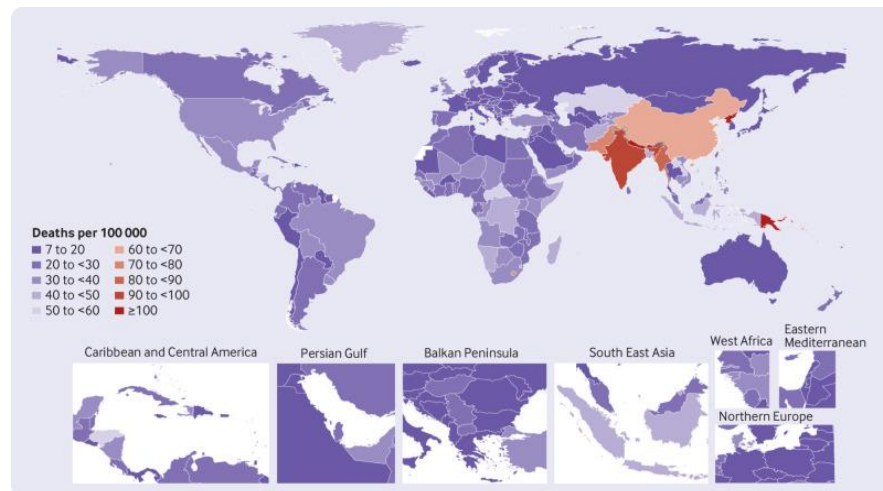 Deaths per 100 000
7 to 20
20 to <30
30 to <40
40 to <50
50 to <60
60 to <70
70 to <80
80 to <90
90 to <100
≥100
Caribbean and Central America
Persian Gulf
Balkan Peninsula
South East Asia
West Africa
Eastern
Mediterranean
Northern Europe